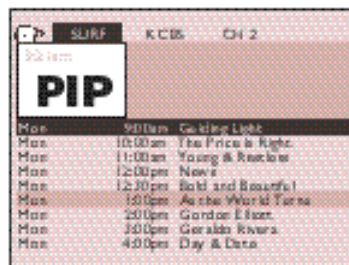 SURF KCBS CH 2
PIP
Mon 9:00am Guiding Light
Mon 10:00am The Price is Right
Mon 11:00am Young & Restless
Mon 12:00pm News
Mon 12:30pm Bold and Beautiful
Mon 1:00pm As the World Turns
Mon 2:00pm Gordon Elliott
Mon 3:00pm Geraldo Rivera
Mon 4:00pm Day & Date